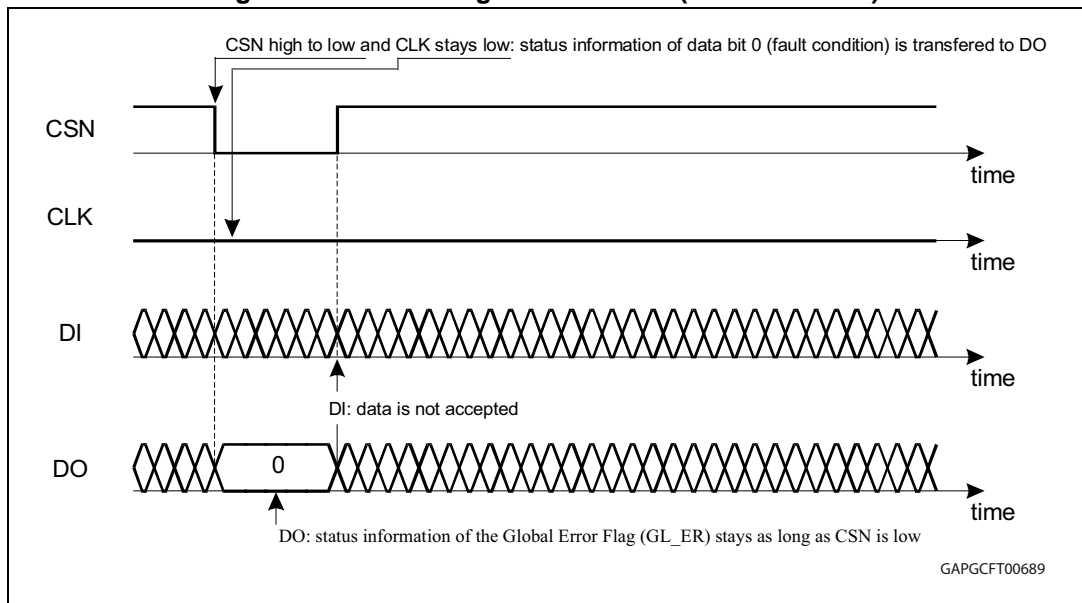 CSN high to low and CLK stays low: status information of data bit 0 (fault condition) is transfered to DO
CSN
time
CLK
time
DI
time
DI: data is not accepted
DO
0
time
DO: status information of the Global Error Flag (GL_ER) stays as long as CSN is low
GAPGCFT00689